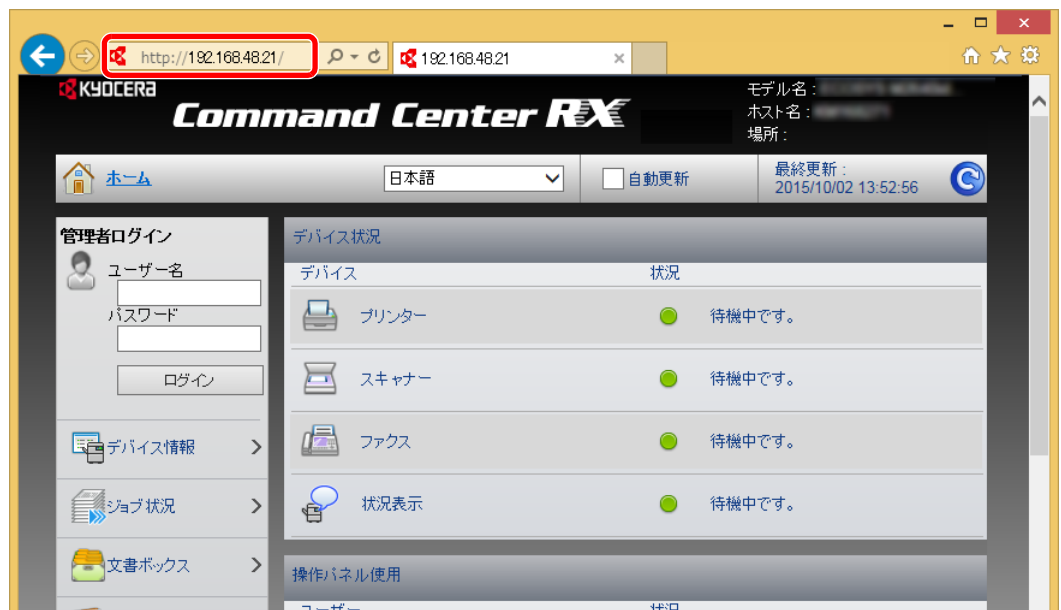 http://192.168.48.21/
192.168.48.21
KYOCERA
Command Center RX
モデル名 :
ホスト名 :
場所 :
ホーム
日本語
自動更新
最終更新 :
2015/10/02 13:52:56
管理者ログイン
ユーザー名
パスワード
ログイン
デバイス情報
ジョブ状況
文書ボックス
デバイス状況
デバイス 状況
プリンター 待機中です。
スキャナー 待機中です。
ファクス 待機中です。
状況表示 待機中です。
操作パネル使用
ユーザー 状況